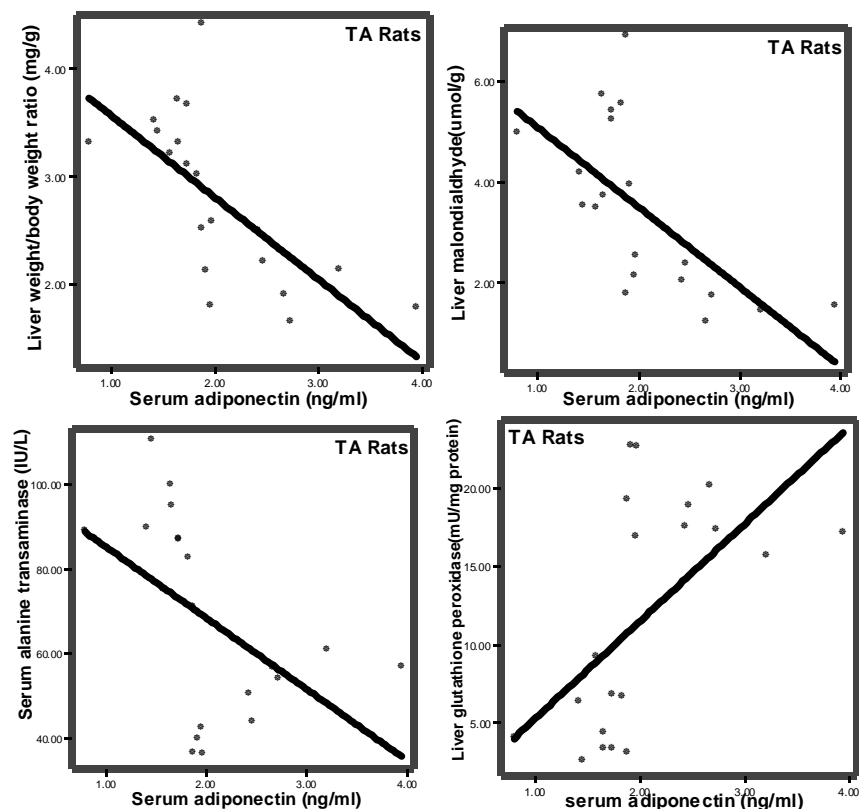 TA Rats
Liver weight/body weight ratio (mg/g)
4.00
3.00
2.00
1.00 2.00 3.00 4.00
Serum adiponectin (ng/ml)
TA Rats
Liver malondialdhyde(umol/g)
6.00
4.00
2.00
1.00 2.00 3.00 4.00
Serum adiponectin (ng/ml)
TA Rats
Serum alanine transaminase (IU/L)
100.00
80.00
60.00
40.00
1.00 2.00 3.00 4.00
Serum adiponectin (ng/ml)
TA Rats
Liver glutathione peroxidase(mU/mg protein)
20.00
15.00
10.00
5.00
1.00 2.00 3.00 4.00
serum adiponectin (ng/ml)